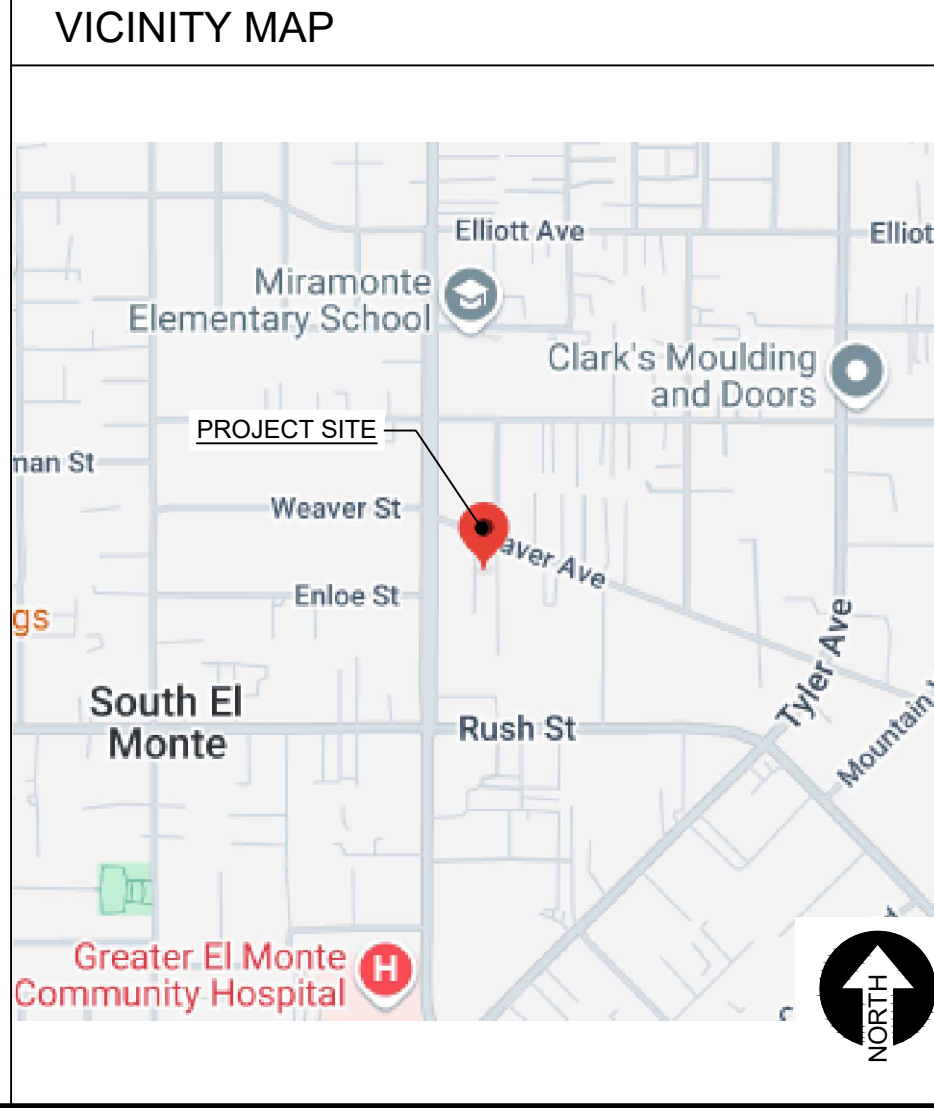 VICINITY MAP
Elliott Ave
Elliot
Miramonte
Elementary School
Clark's Moulding
and Doors
PROJECT SITE
man St
Weaver St
aver Ave
Enloe St
gs
Tyler Ave
South El
Monte
Rush St
Mountain
Greater El Monte
Community Hospital
H
NORTH